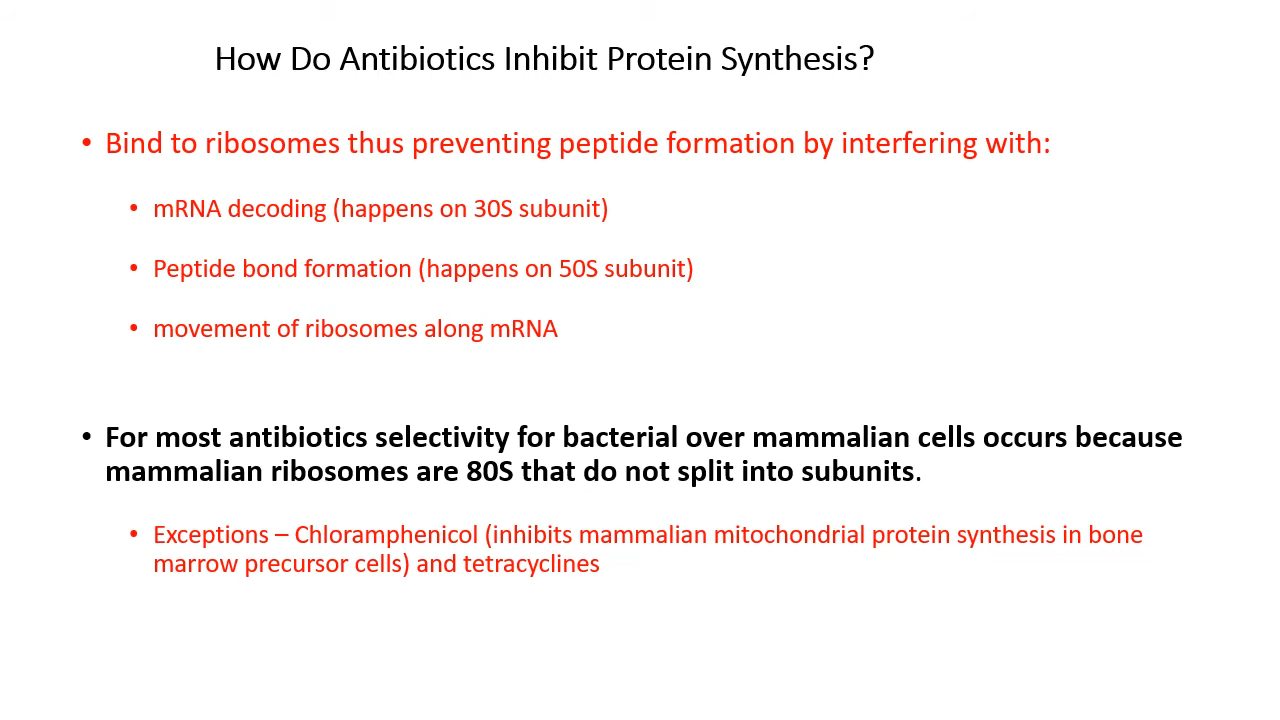 How Do Antibiotics Inhibit Protein Synthesis?
• Bind to ribosomes thus preventing peptide formation by interfering with:
• mRNA decoding (happens on 30S subunit)
• Peptide bond formation (happens on 50S subunit)
• movement of ribosomes along mRNA
• For most antibiotics selectivity for bacterial over mammalian cells occurs because
mammalian ribosomes are 80S that do not split into subunits.
• Exceptions – Chloramphenicol (inhibits mammalian mitochondrial protein synthesis in bone
marrow precursor cells) and tetracyclines